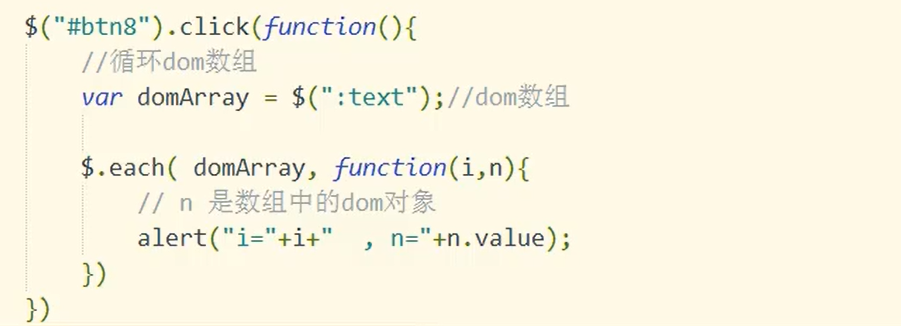 $("#btn8").click(function(){
    //循环dom数组
    var domArray = $(":text");//dom数组

    $.each( domArray, function(i,n){
        // n 是数组中的dom对象
        alert("i="+i+"  , n="+n.value);
    })
})